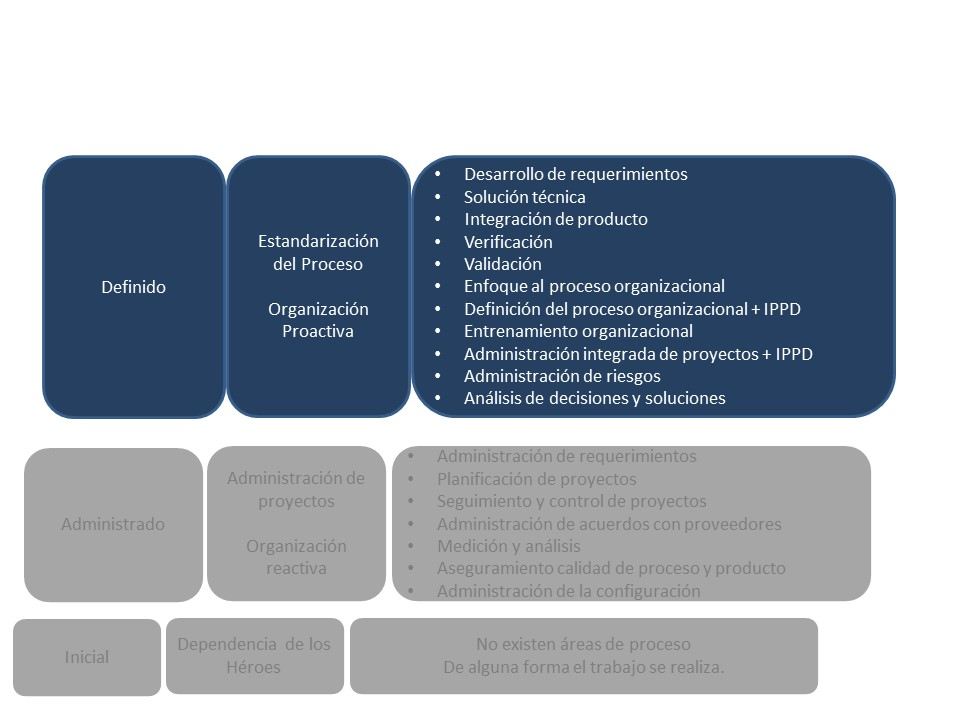 Definido
Estandarización
del Proceso
Organización
Proactiva
• Desarrollo de requerimientos
• Solución técnica
• Integración de producto
• Verificación
• Validación
• Enfoque al proceso organizacional
• Definición del proceso organizacional + IPPD
• Entrenamiento organizacional
• Administración integrada de proyectos + IPPD
• Administración de riesgos
• Análisis de decisiones y soluciones
Administrado
Administración de
proyectos
Organización
reactiva
• Administración de requerimientos
• Planificación de proyectos
• Seguimiento y control de proyectos
• Administración de acuerdos con proveedores
• Medición y análisis
• Aseguramiento calidad de proceso y producto
• Administración de la configuración
Inicial
Dependencia de los
Héroes
No existen áreas de proceso
De alguna forma el trabajo se realiza.